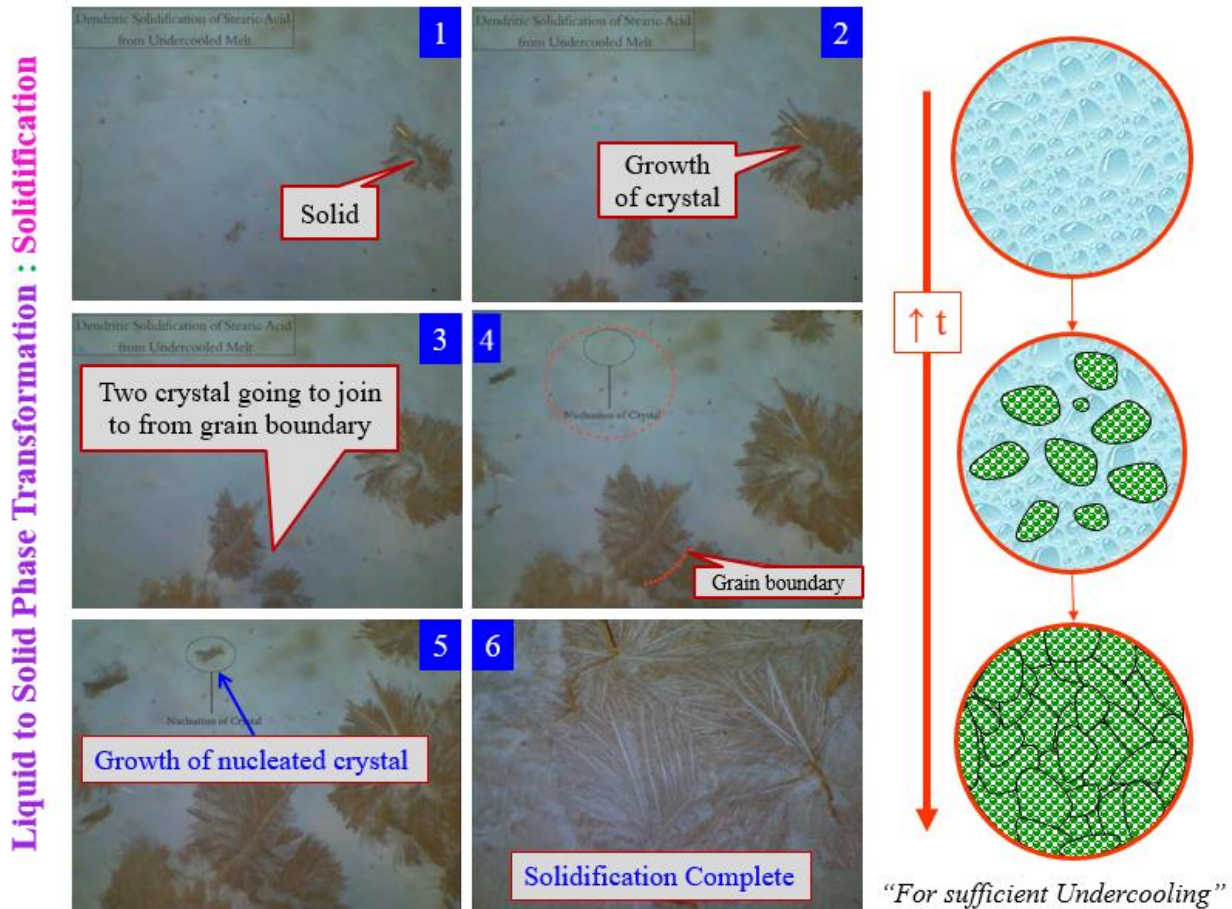 Liquid to Solid Phase Transformation : Solidification
Dendritic Solidification of Stearic Acid
from Undercooled Melt
1
Solid
Dendritic Solidification of Stearic Acid
from Undercooled Melt
2
Growth
of crystal
Dendritic Solidification of Stearic Acid
from Undercooled Melt
3
Two crystal going to join
to from grain boundary
4
Nucleation of Crystal
Grain boundary
5
Nucleation of Crystal
Growth of nucleated crystal
6
Solidification Complete
↑ t
“For sufficient Undercooling”